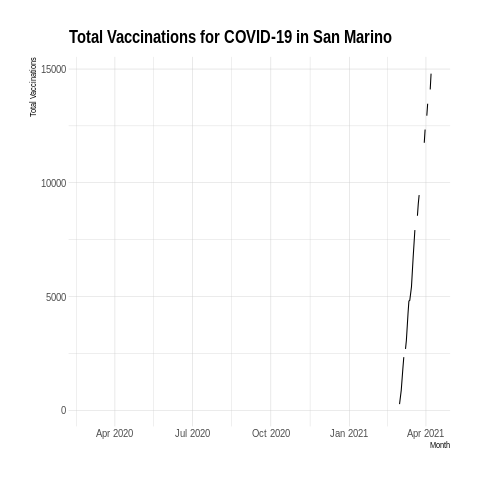 Total Vaccinations for COVID-19 in San Marino
Total Vaccinations
15000
10000
5000
0
Apr 2020 Jul 2020 Oct 2020 Jan 2021 Apr 2021
Month